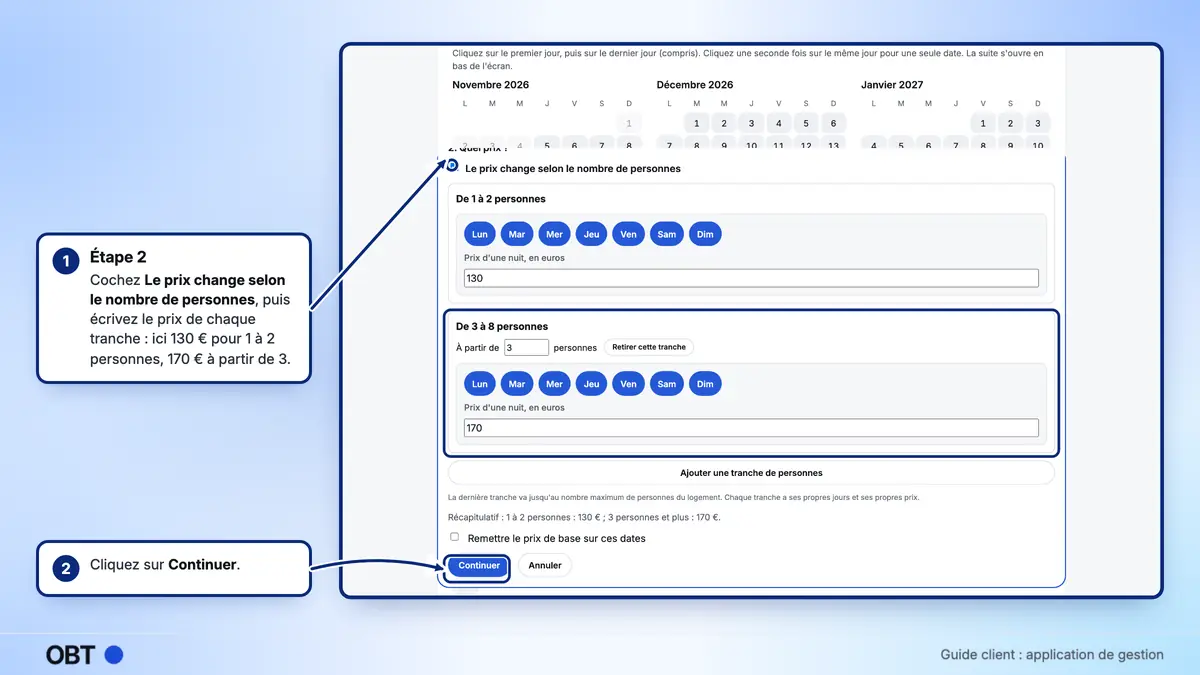 Cliquez sur le premier jour, puis sur le dernier jour (compris). Cliquez une seconde fois sur le même jour pour une seule date. La suite s'ouvre en
bas de l'écran.
Novembre 2026
L M M J V S D
1
2 3 4 5 6 7 8
Décembre 2026
L M M J V S D
1 2 3 4 5 6
7 8 9 10 11 12 13
Janvier 2027
L M M J V S D
1 2 3
4 5 6 7 8 9 10
2. Quel prix ?
Le prix change selon le nombre de personnes
De 1 à 2 personnes
Lun Mar Mer Jeu Ven Sam Dim
Prix d'une nuit, en euros
130
De 3 à 8 personnes
À partir de 3 personnes Retirer cette tranche
Lun Mar Mer Jeu Ven Sam Dim
Prix d'une nuit, en euros
170
Ajouter une tranche de personnes
La dernière tranche va jusqu'au nombre maximum de personnes du logement. Chaque tranche a ses propres jours et ses propres prix.
Récapitulatif : 1 à 2 personnes : 130 € ; 3 personnes et plus : 170 €.
Remettre le prix de base sur ces dates
Continuer Annuler
1 Étape 2
Cochez Le prix change selon
le nombre de personnes, puis
écrivez le prix de chaque
tranche : ici 130 € pour 1 à 2
personnes, 170 € à partir de 3.
2 Cliquez sur Continuer.
OBT
Guide client : application de gestion